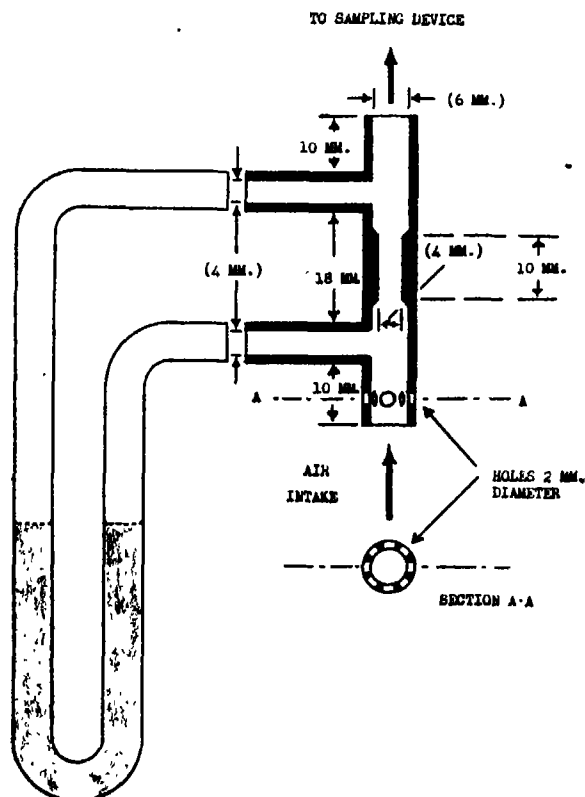 TO SAMPLING DEVICE
(6 MM.)
10 MM.
(4 MM.)
18 MM.
(4 MM.)
10 MM.
10 MM.
A
A
AIR
INTAKE
HOLES 2 MM.
DIAMETER
SECTION A-A